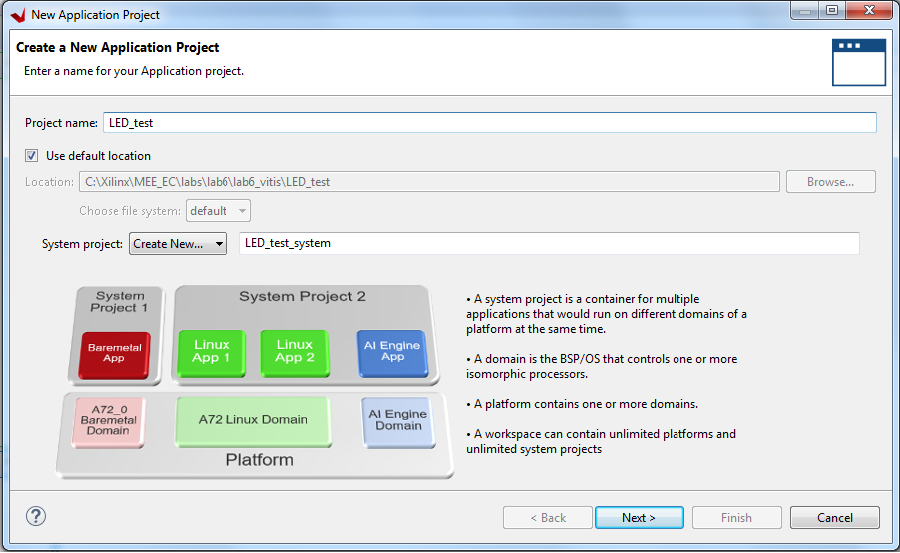 New Application Project
Create a New Application Project
Enter a name for your Application project.
Project name: LED_test
Use default location
Location: C:\Xilinx\MEE_EC\labs\lab6\lab6_vitis\LED_test Browse...
Choose file system: default
System project: Create New... LED_test_system
System
Project 1
System Project 2
Baremetal
App
Linux
App 1
Linux
App 2
AI Engine
App
A72_0
Baremetal
Domain
A72 Linux Domain
AI Engine
Domain
Platform
• A system project is a container for multiple
applications that would run on different domains of a
platform at the same time.
• A domain is the BSP/OS that controls one or more
isomorphic processors.
• A platform contains one or more domains.
• A workspace can contain unlimited platforms and
unlimited system projects
? < Back Next > Finish Cancel